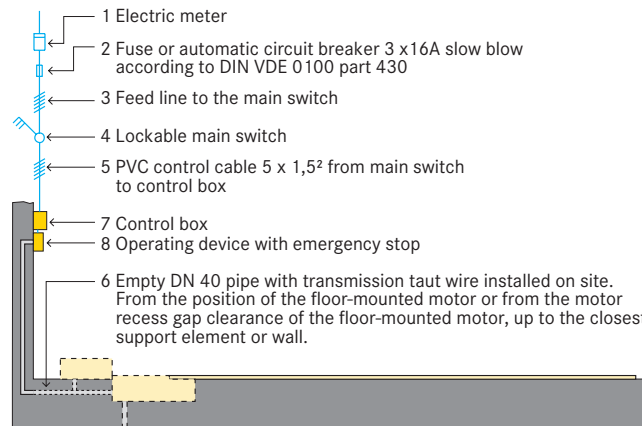 1 Electric meter
2 Fuse or automatic circuit breaker 3 x16A slow blow
according to DIN VDE 0100 part 430
3 Feed line to the main switch
4 Lockable main switch
5 PVC control cable 5 x 1,5² from main switch
to control box
7 Control box
8 Operating device with emergency stop
6 Empty DN 40 pipe with transmission taut wire installed on site.
From the position of the floor-mounted motor or from the motor
recess gap clearance of the floor-mounted motor, up to the closest
support element or wall.